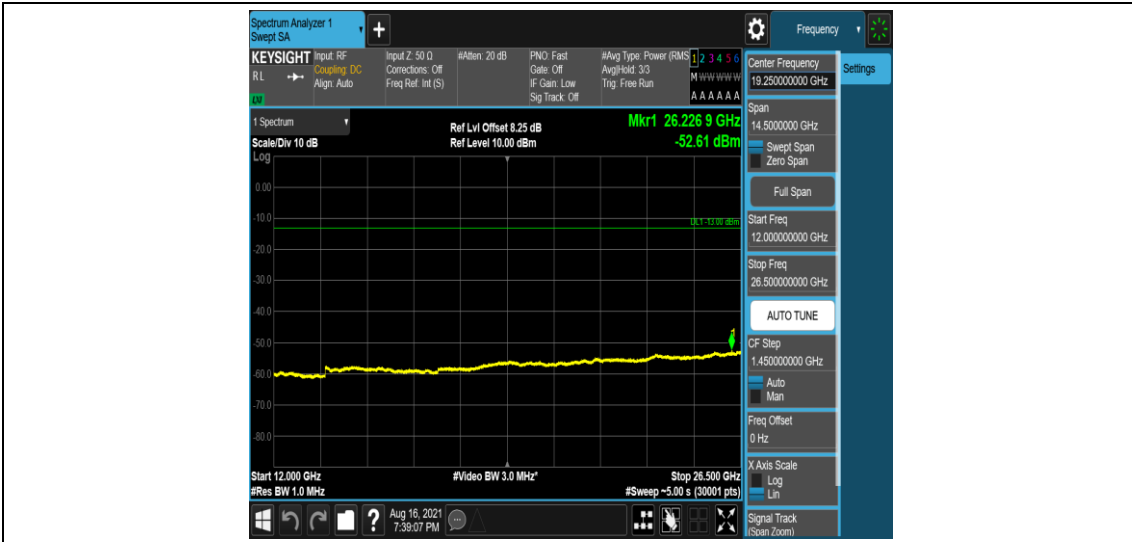 Spectrum Analyzer 1
Swept SA
Frequency
KEYSIGHT
Input: RF
Input Z: 50 Ω
#Atten: 20 dB
PNO: Fast
#Avg Type: Power (RMS
1 2 3 4 5 6
RL
Coupling: DC
Corrections: Off
Gate: Off
Avg|Hold: 3/3
M W W W W W
Align: Auto
Freq Ref: Int (S)
IF Gain: Low
Trig: Free Run
Sig Track: Off
A A A A A A
Center Frequency
19.250000000 GHz
Settings
1 Spectrum
Ref Lvl Offset 8.25 dB
Mkr1 26.226 9 GHz
Scale/Div 10 dB
Ref Level 10.00 dBm
-52.61 dBm
Log
0.00
-10.0
DL1 -13.00 dBm
-20.0
-30.0
-40.0
-50.0
-60.0
-70.0
-80.0
Start 12.000 GHz
#Video BW 3.0 MHz*
Stop 26.500 GHz
#Res BW 1.0 MHz
#Sweep ~5.00 s (30001 pts)
Span
14.5000000 GHz
Swept Span
Zero Span
Full Span
Start Freq
12.000000000 GHz
Stop Freq
26.500000000 GHz
AUTO TUNE
CF Step
1.450000000 GHz
Auto
Man
Freq Offset
0 Hz
X Axis Scale
Log
Lin
Signal Track
(Span Zoom)
?
Aug 16, 2021
7:39:07 PM